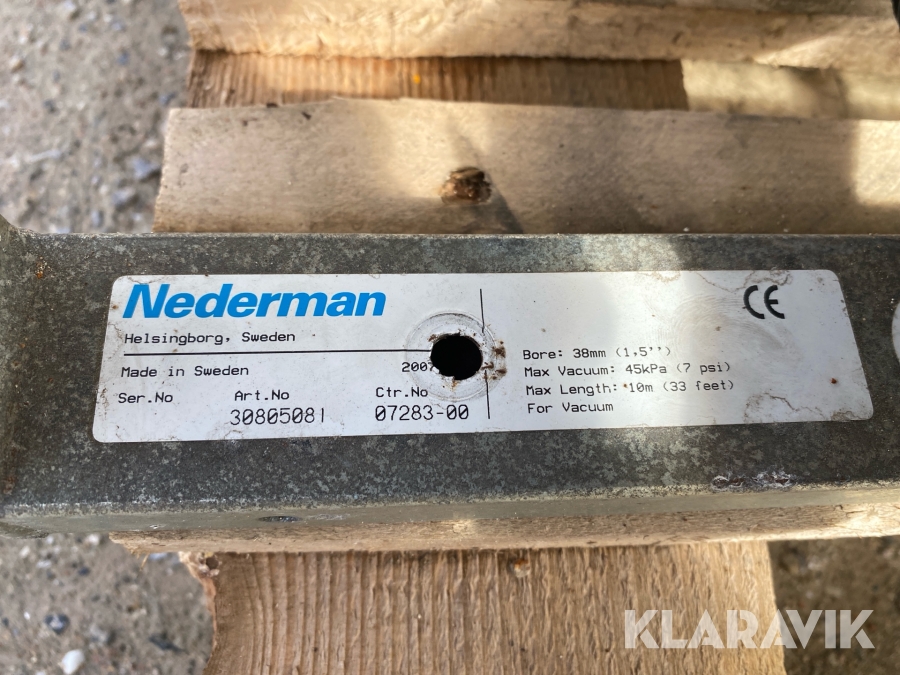 Nederman
Helsingborg, Sweden
Made in Sweden 2007
Ser.No Art.No Ctr.No
30805081 07283-00
CE
Bore: 38mm (1,5'')
Max Vacuum: 45kPa (7 psi)
Max Length: 10m (33 feet)
For Vacuum
KLARAVIK